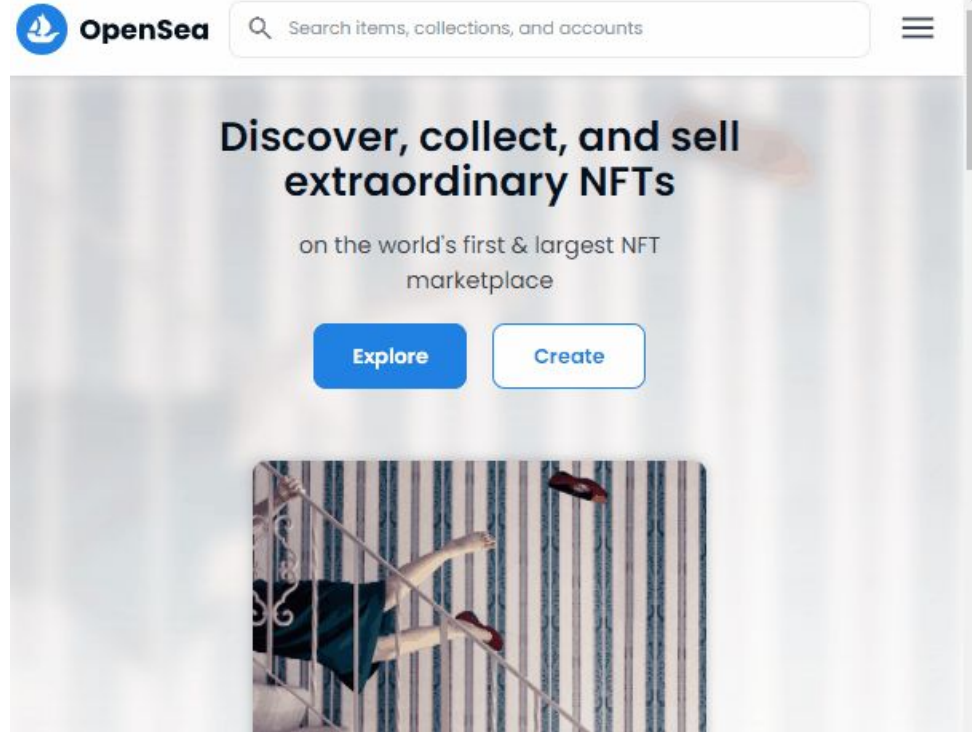 OpenSea
Search items, collections, and accounts
Discover, collect, and sell
extraordinary NFTs
on the world's first & largest NFT
marketplace
Explore
Create